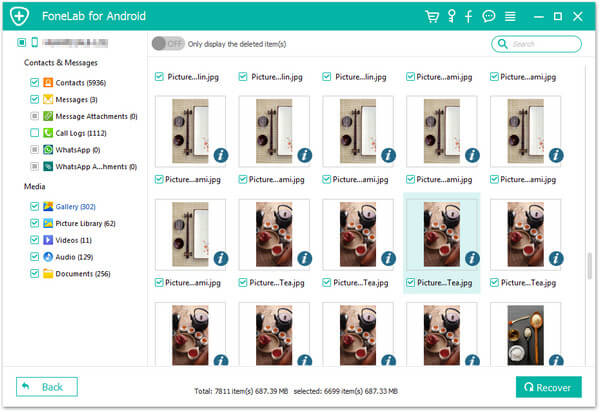 FoneLab for Android
Contacts & Messages
Contacts (5936)
Messages (3)
Message Attachments (0)
Call Logs (1112)
WhatsApp (0)
WhatsApp A...hments (0)
Media
Gallery (302)
Picture Library (62)
Videos (11)
Audio (129)
Documents (256)
OFF Only display the deleted item(s)
Search
Picture...lin.jpg Picture...lin.jpg Picture...lin.jpg Picture...ami.jpg Picture...ami.jpg
Picture...ami.jpg Picture...ami.jpg Picture...ami.jpg Picture...ami.jpg Picture...ami.jpg
Picture...ami.jpg Picture...Tea.jpg Picture...Tea.jpg Picture...Tea.jpg Picture...Tea.jpg
Back
Total: 7811 item(s) 687.39 MB selected: 6699 item(s) 687.33 MB
Recover